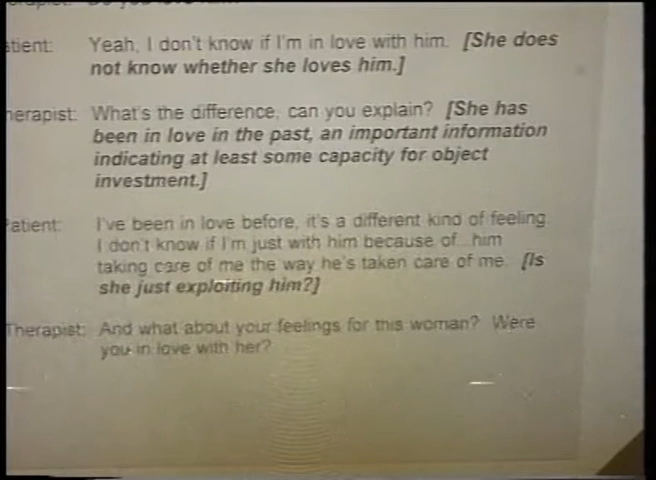 Patient: Yeah, I don't know if I'm in love with him. [She does
not know whether she loves him.]
Therapist: What's the difference, can you explain? [She has
been in love in the past, an important information
indicating at least some capacity for object
investment.]
Patient: I've been in love before, it's a different kind of feeling.
I don't know if I'm just with him because of...him
taking care of me the way he's taken care of me. [Is
she just exploiting him?]
Therapist: And what about your feelings for this woman? Were
you in love with her?